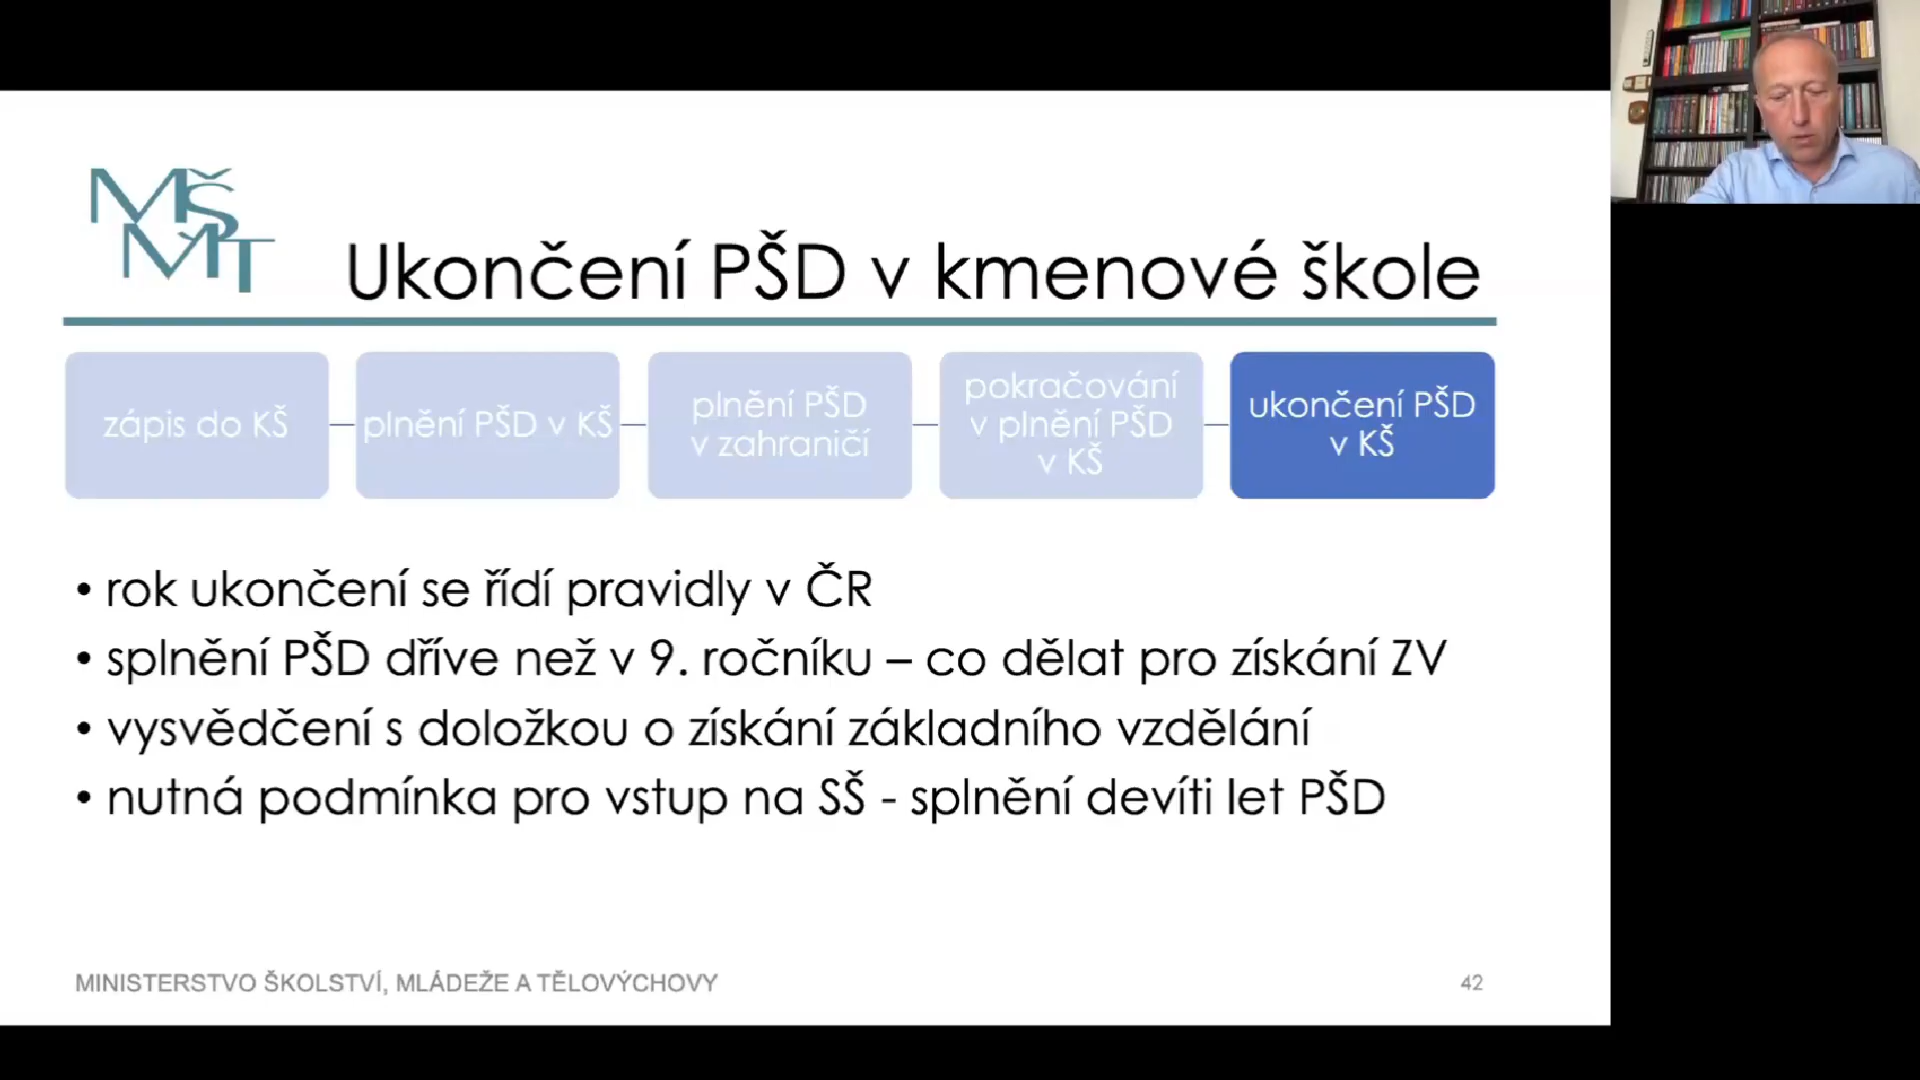 MŠ
MT
Ukončení PŠD v kmenové škole
zápis do KŠ
plnění PŠD v KŠ
plnění PŠD
v zahraničí
pokračování
v plnění PŠD
v KŠ
ukončení PŠD
v KŠ
• rok ukončení se řídí pravidly v ČR
• splnění PŠD dříve než v 9. ročníku – co dělat pro získání ZV
• vysvědčení s doložkou o získání základního vzdělání
• nutná podmínka pro vstup na SŠ - splnění devíti let PŠD
MINISTERSTVO ŠKOLSTVÍ, MLÁDEŽE A TĚLOVÝCHOVY
42